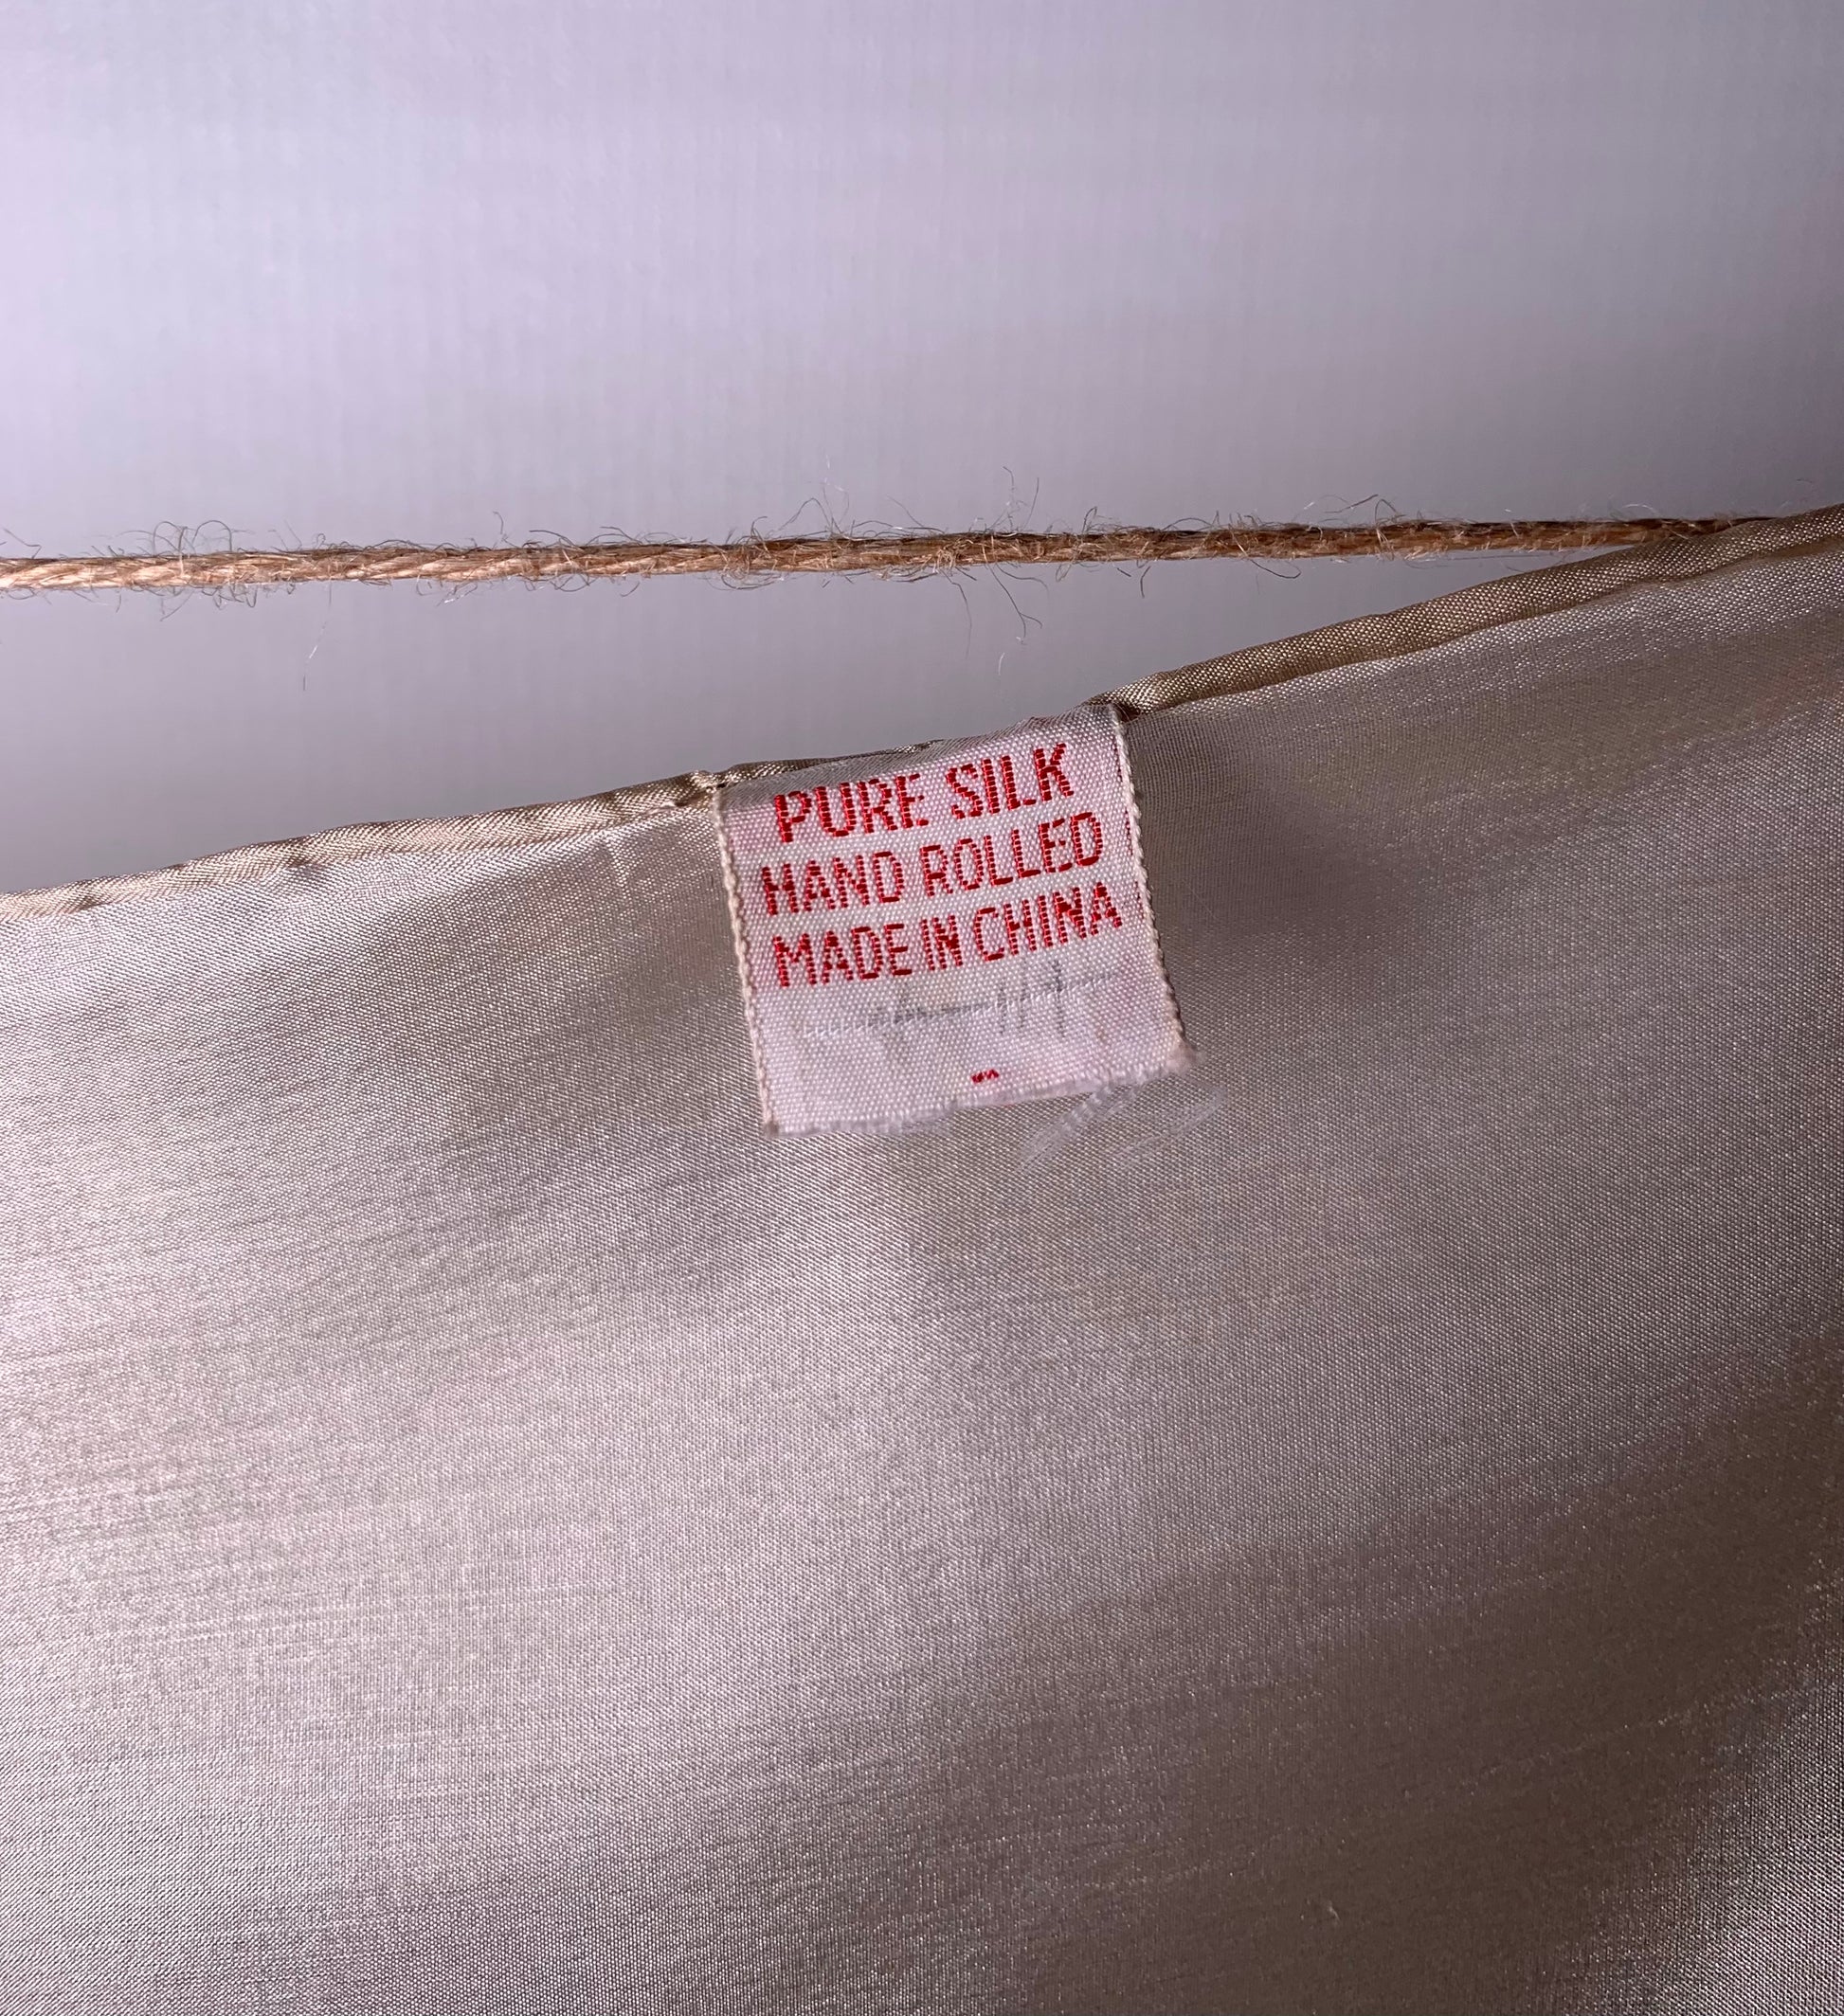 PURE SILK
HAND ROLLED
MADE IN CHINA